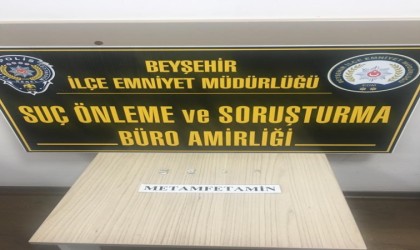 BEYŞEHİR
İLÇE EMNİYET MÜDÜRLÜĞÜ
SUÇ ÖNLEME ve SORUŞTURMA
BÜRO AMİRLİĞİ
METAMFETAMİN